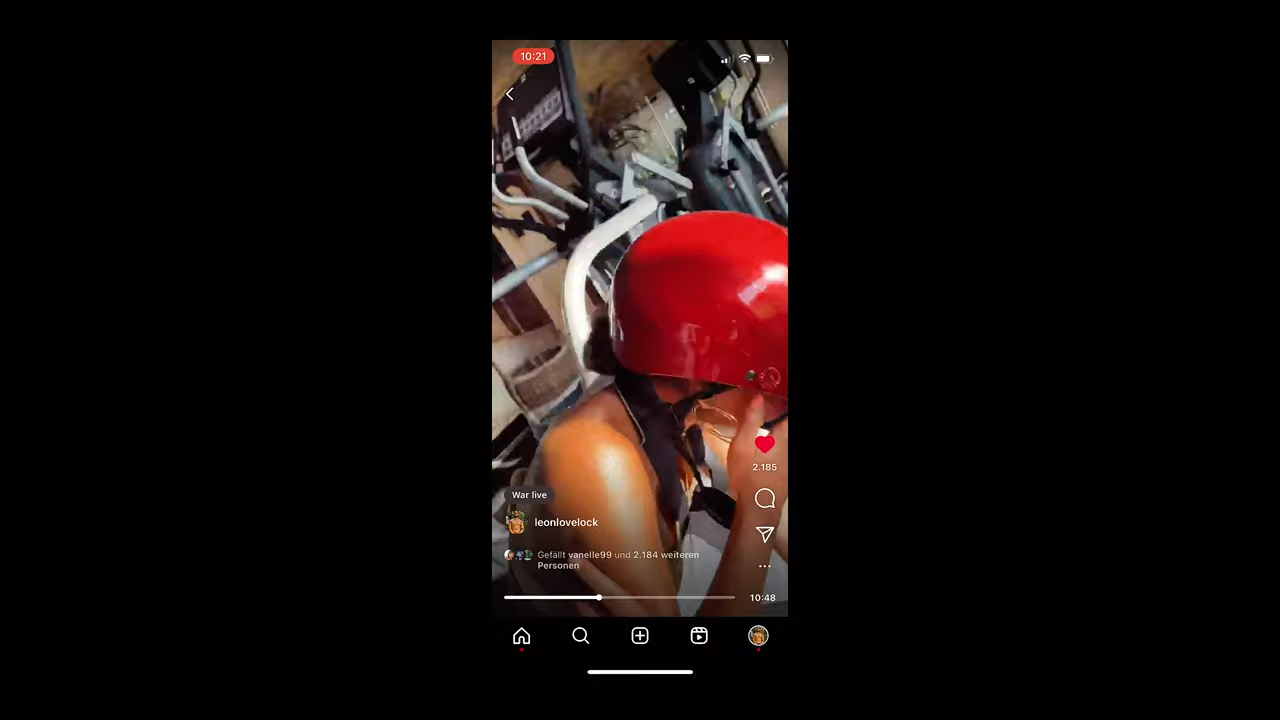 10:21
2.185
War live
leonlovelock
Gefällt vanelle99 und 2.184 weiteren
Personen
10:48